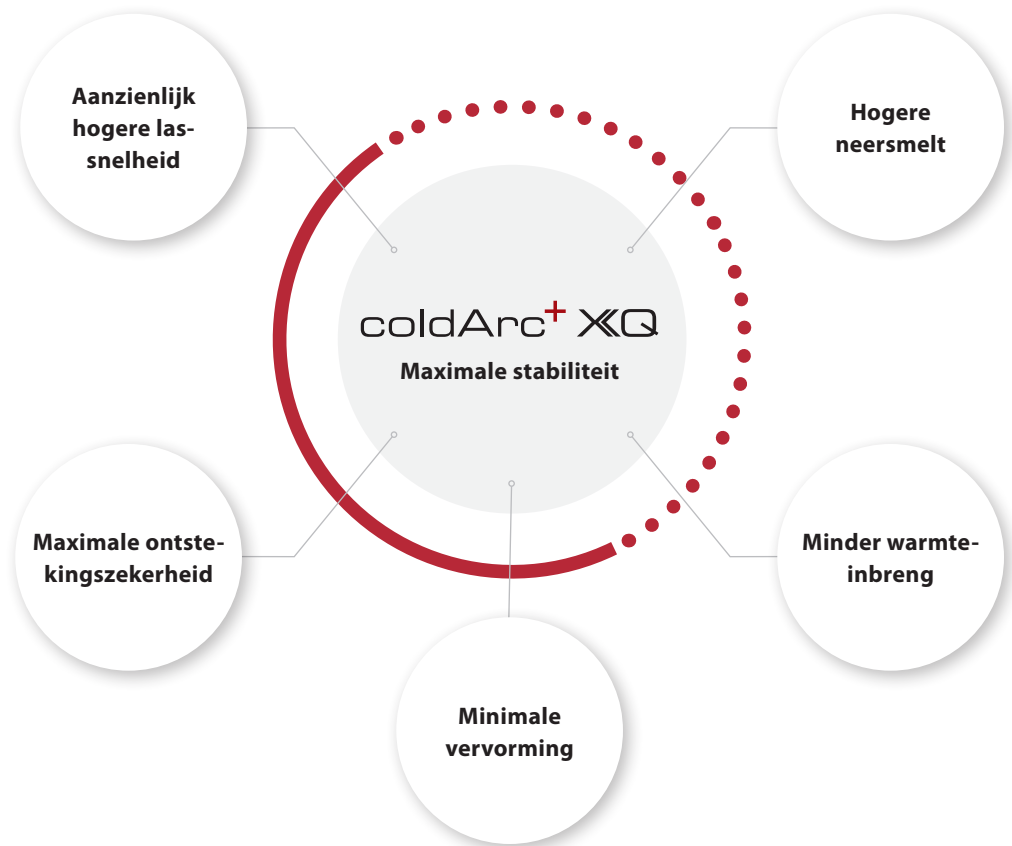 Aanzienlijk
hogere las-
snelheid
Hogere
neersmelt
coldArc+ XQ
Maximale stabiliteit
Maximale ontste-
kingszekerheid
Minder warmte-
inbreng
Minimale
vervorming